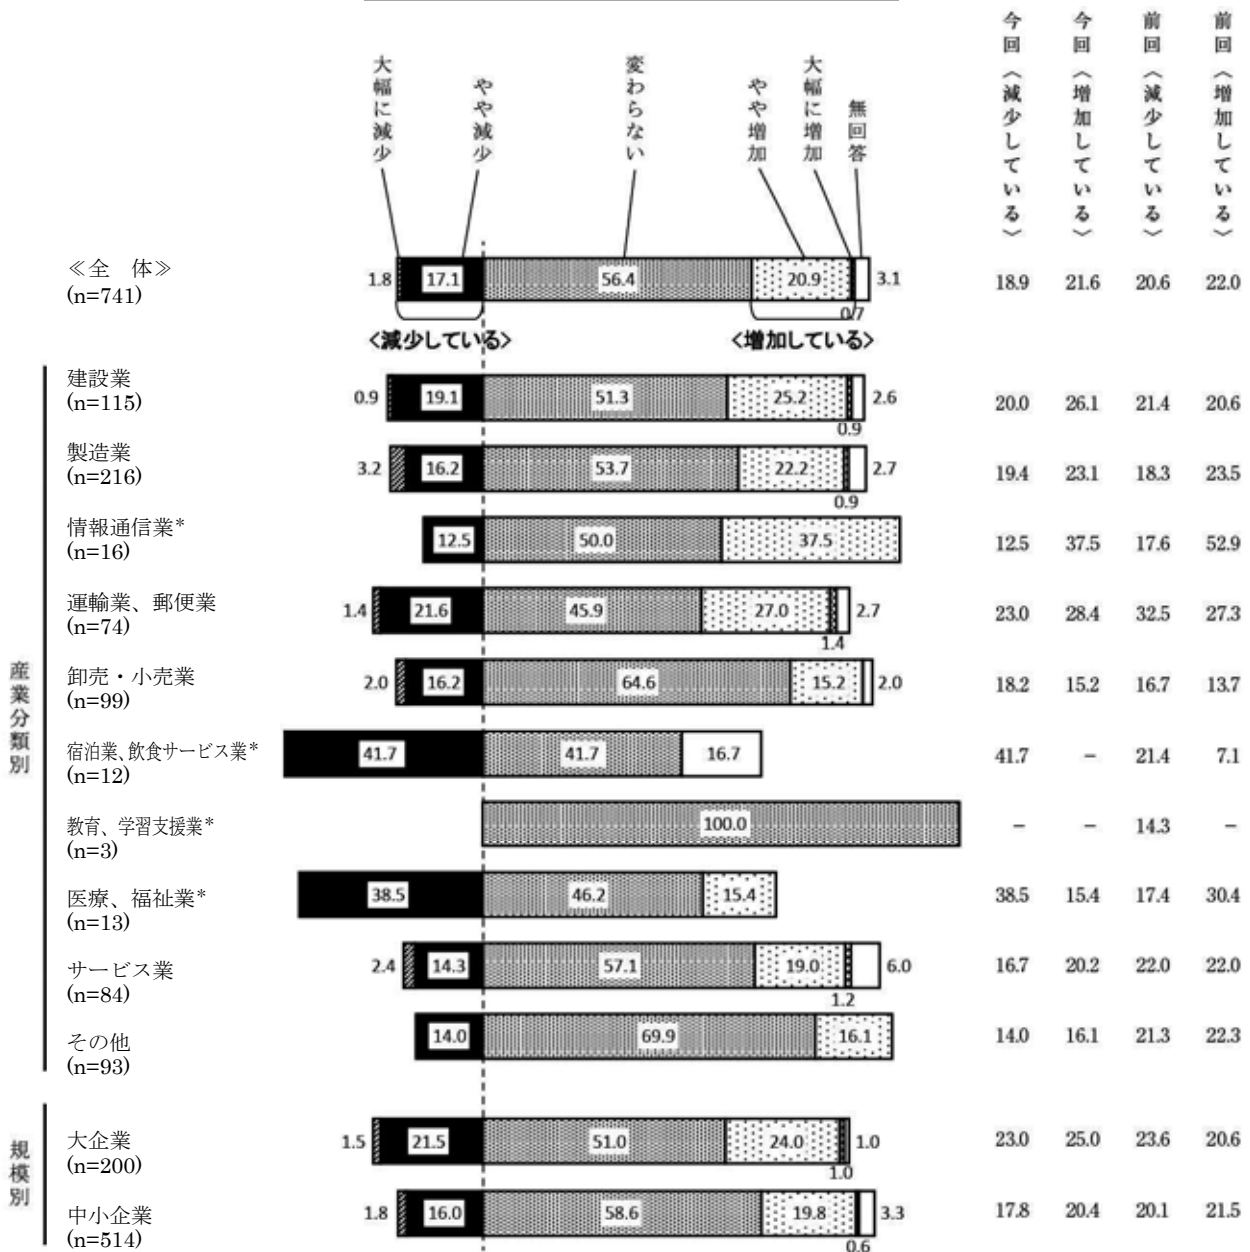 大幅に減少
やや減少
変わらない
やや増加
大幅に増加
無回答
今回〈減少している〉
今回〈増加している〉
前回〈減少している〉
前回〈増加している〉
≪全　体≫
(n=741)
1.8 17.1 56.4 20.9 0.7 3.1 18.9 21.6 20.6 22.0
<減少している> <増加している>
産業分類別
建設業
(n=115)
0.9 19.1 51.3 25.2 0.9 2.6 20.0 26.1 21.4 20.6
製造業
(n=216)
3.2 16.2 53.7 22.2 0.9 2.7 19.4 23.1 18.3 23.5
情報通信業*
(n=16)
12.5 50.0 37.5 12.5 37.5 17.6 52.9
運輸業、郵便業
(n=74)
1.4 21.6 45.9 27.0 1.4 2.7 23.0 28.4 32.5 27.3
卸売・小売業
(n=99)
2.0 16.2 64.6 15.2 2.0 18.2 15.2 16.7 13.7
宿泊業、飲食サービス業*
(n=12)
41.7 41.7 16.7 41.7 － 21.4 7.1
教育、学習支援業*
(n=3)
100.0 － － 14.3 －
医療、福祉業*
(n=13)
38.5 46.2 15.4 38.5 15.4 17.4 30.4
サービス業
(n=84)
2.4 14.3 57.1 19.0 1.2 6.0 16.7 20.2 22.0 22.0
その他
(n=93)
14.0 69.9 16.1 14.0 16.1 21.3 22.3
規模別
大企業
(n=200)
1.5 21.5 51.0 24.0 1.0 1.0 23.0 25.0 23.6 20.6
中小企業
(n=514)
1.8 16.0 58.6 19.8 0.6 3.3 17.8 20.4 20.1 21.5